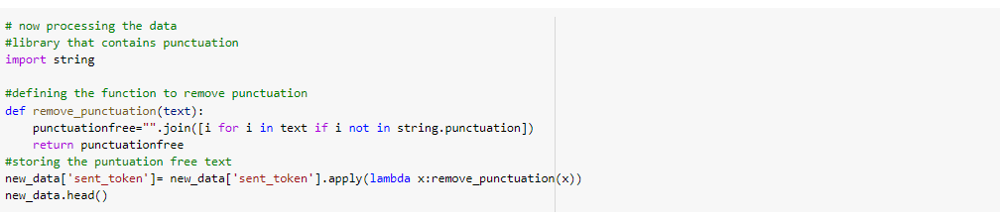 # now processing the data
#library that contains punctuation
import string
#defining the function to remove punctuation
def remove_punctuation(text):
punctuationfree="".join([i for i in text if i not in string.punctuation])
return punctuationfree
#storing the puntuation free text
new_data['sent_token']= new_data['sent_token'].apply(lambda x:remove_punctuation(x))
new_data.head()